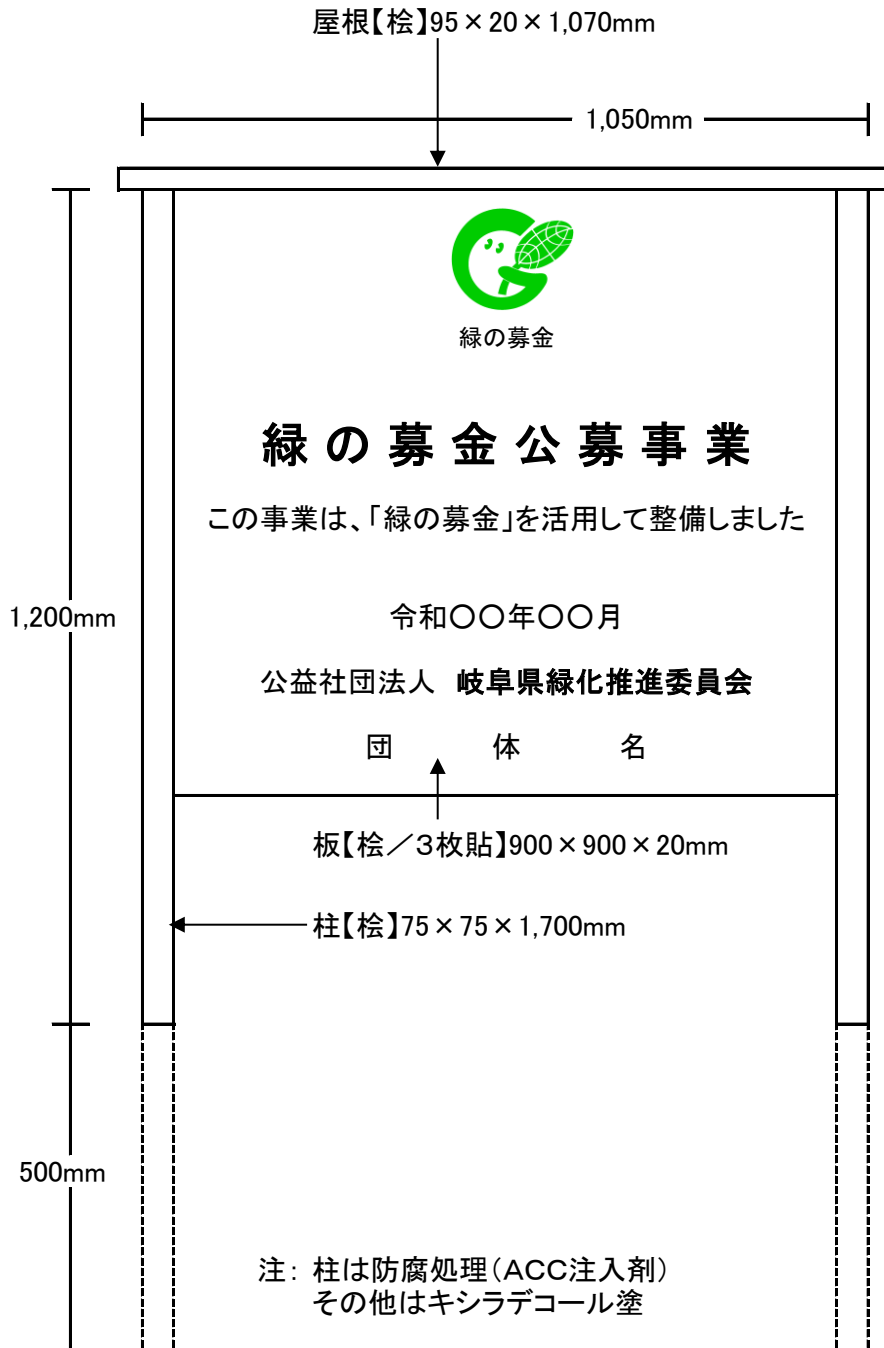 屋根【桧】95×20×1,070mm
1,050mm
緑の募金
緑の募金公募事業
この事業は、「緑の募金」を活用して整備しました
1,200mm
令和〇〇年〇〇月
公益社団法人 岐阜県緑化推進委員会
団 体 名
板【桧／3枚貼】900×900×20mm
柱【桧】75×75×1,700mm
500mm
注: 柱は防腐処理(ACC注入剤)
その他はキシラデコール塗